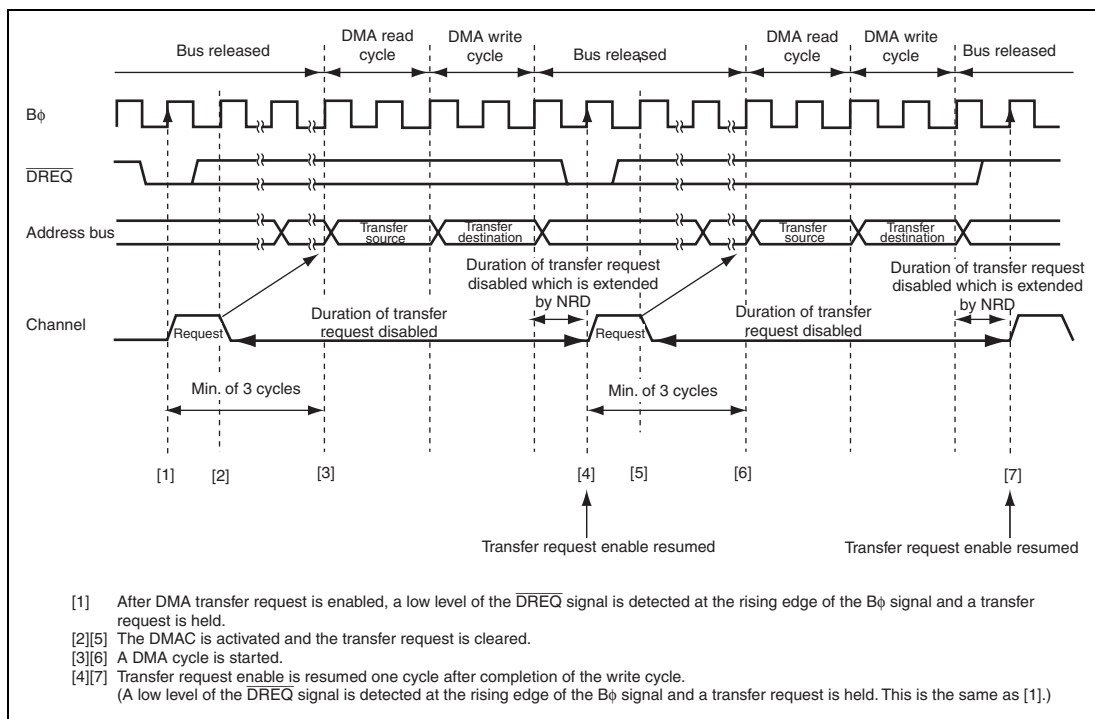 Bus released
DMA read
cycle
DMA write
cycle
Bus released
DMA read
cycle
DMA write
cycle
Bus released
Bϕ
DREQ
Address bus
Transfer
source
Transfer
destination
Transfer
source
Transfer
destination
Duration of transfer request
disabled which is extended
by NRD
Duration of transfer request
disabled which is extended
by NRD
Channel
Request
Duration of transfer
request disabled
Request
Duration of transfer
request disabled
Min. of 3 cycles
Min. of 3 cycles
[1]
[2]
[3]
[4]
[5]
[6]
[7]
Transfer request enable resumed
Transfer request enable resumed
[1] After DMA transfer request is enabled, a low level of the DREQ signal is detected at the rising edge of the Bϕ signal and a transfer
request is held.
[2][5] The DMAC is activated and the transfer request is cleared.
[3][6] A DMA cycle is started.
[4][7] Transfer request enable is resumed one cycle after completion of the write cycle.
(A low level of the DREQ signal is detected at the rising edge of the Bϕ signal and a transfer request is held. This is the same as [1].)